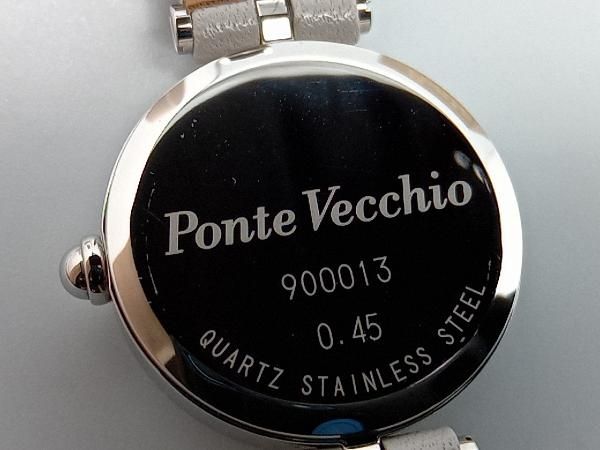 Ponte Vecchio
900013
0.45
QUARTZ STAINLESS STEEL